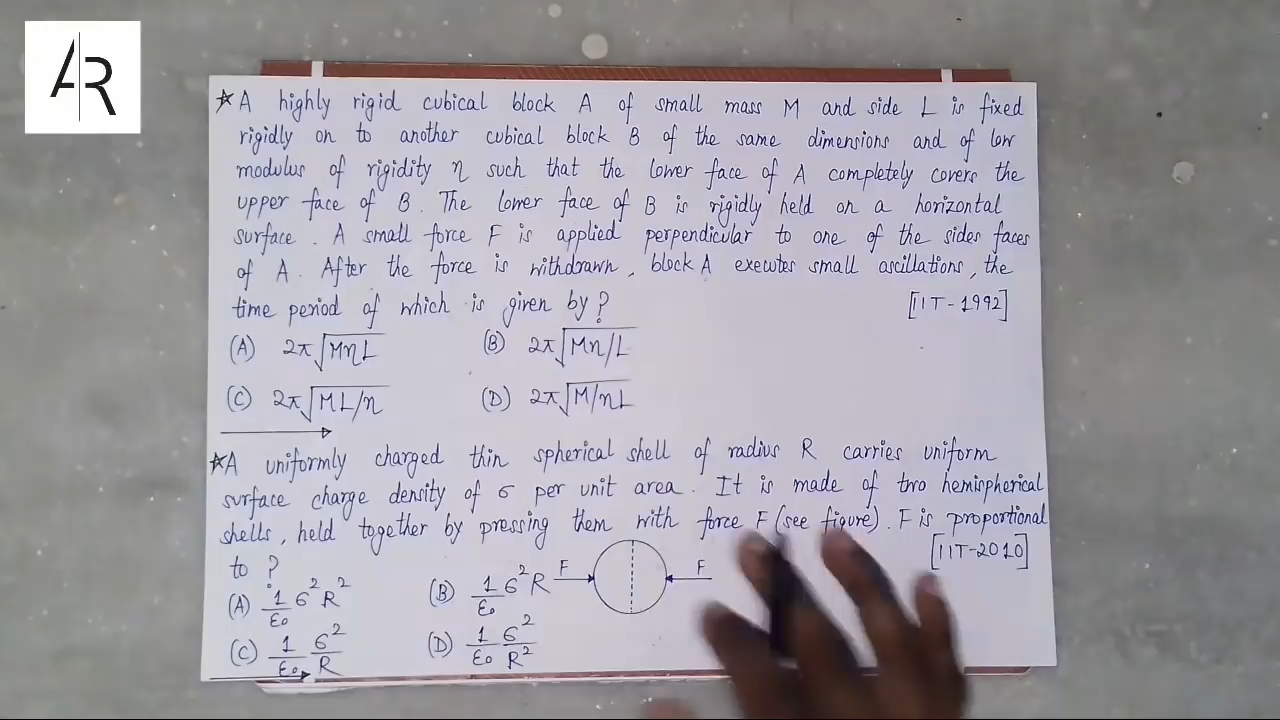 AR
☆A highly rigid cubical block A of small mass M and side L is fixed
rigidly on to another cubical block B of the same dimensions and of low
modulus of rigidity η such that the lower face of A completely covers the
upper face of B. The lower face of B is rigidly held on a horizontal
surface. A small force F is applied perpendicular to one of the sides faces
of A. After the force is withdrawn, block A executes small ascillations, the
time period of which is given by? [IIT-1992]
(A) 2π√MηL (B) 2π√Mη/L
(C) 2π√ML/η (D) 2π√M/ηL
☆A uniformly charged thin spherical shell of radius R carries uniform
surface charge density of σ per unit area. It is made of two hemispherical
shells, held together by pressing them with force F (see figure). F is proportional
to? [IIT-2010]
(A) 1/ε₀ σ²R² (B) 1/ε₀ σ²R F F
(C) 1/ε₀ σ²/R (D) 1/ε₀ σ²/R²